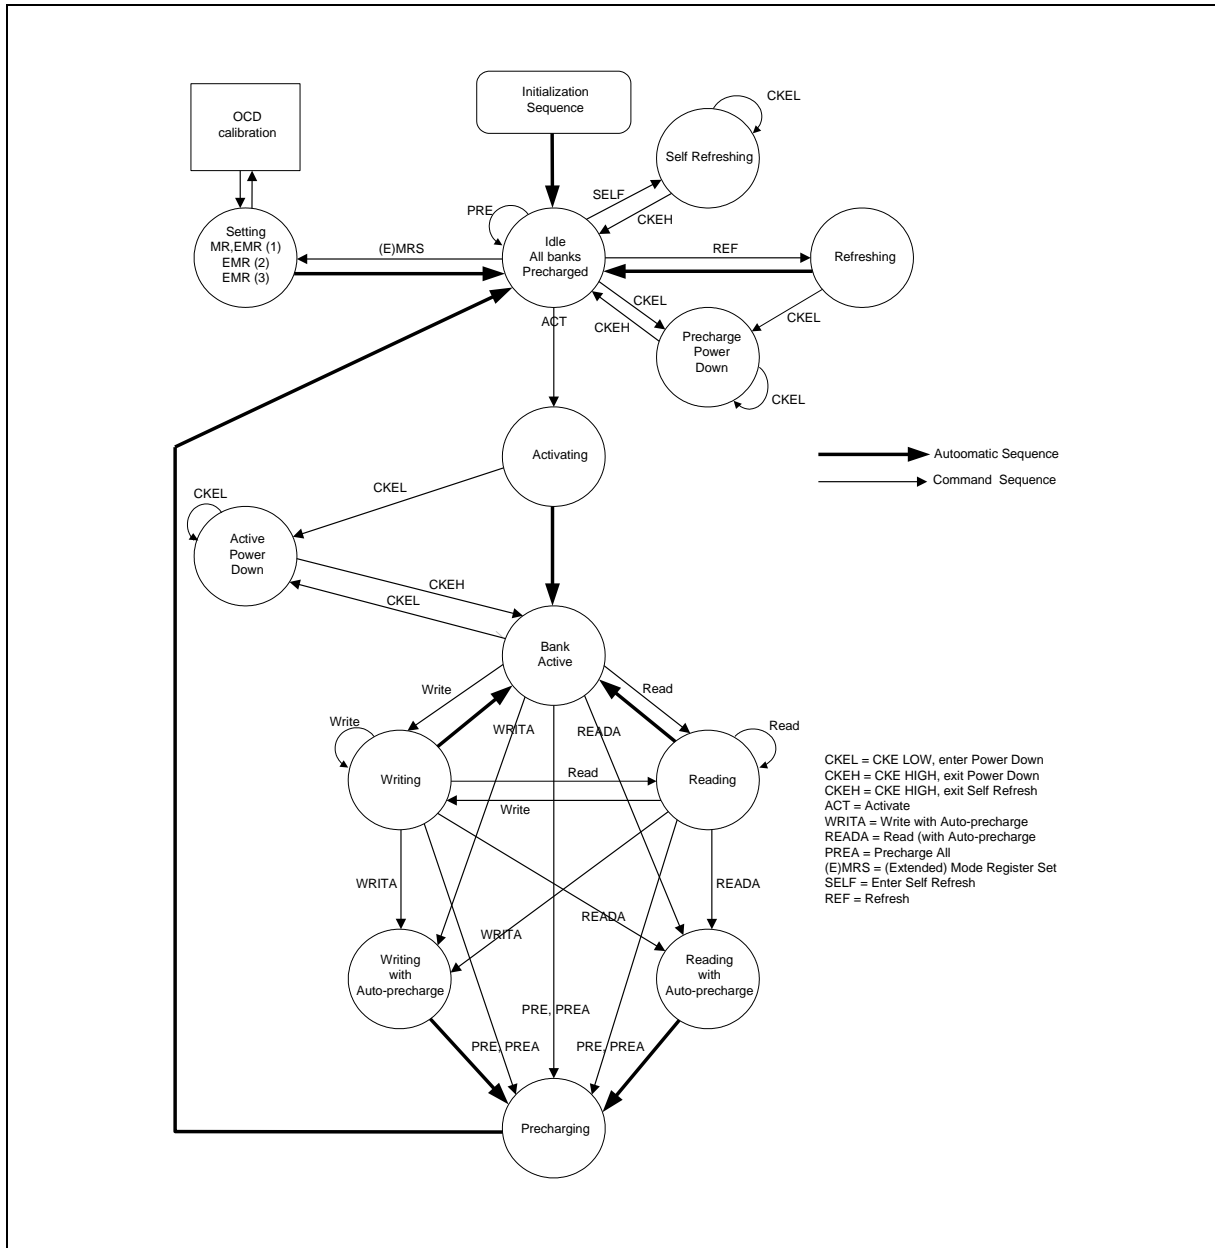 Initialization
Sequence
OCD
calibration
CKEL
Self Refreshing
SELF
CKEH
PRE
Setting
MR,EMR (1)
EMR (2)
EMR (3)
(E)MRS
Idle
All banks
Precharged
REF
Refreshing
CKEL
CKEH
CKEL
ACT
Precharge
Power
Down
CKEL
Activating
Autoomatic Sequence
Command Sequence
CKEL
CKEL
Active
Power
Down
CKEH
CKEL
Bank
Active
Write
Read
Write
WRITA
READA
Read
Writing
Read
Reading
Write
CKEL = CKE LOW, enter Power Down
CKEH = CKE HIGH, exit Power Down
CKEH = CKE HIGH, exit Self Refresh
ACT = Activate
WRITA = Write with Auto-precharge
READA = Read (with Auto-precharge
PREA = Precharge All
(E)MRS = (Extended) Mode Register Set
SELF = Enter Self Refresh
REF = Refresh
WRITA
READA
READA
WRITA
Writing
with
Auto-precharge
Reading
with
Auto-precharge
PRE, PREA
PRE, PREA
PRE, PREA
Precharging